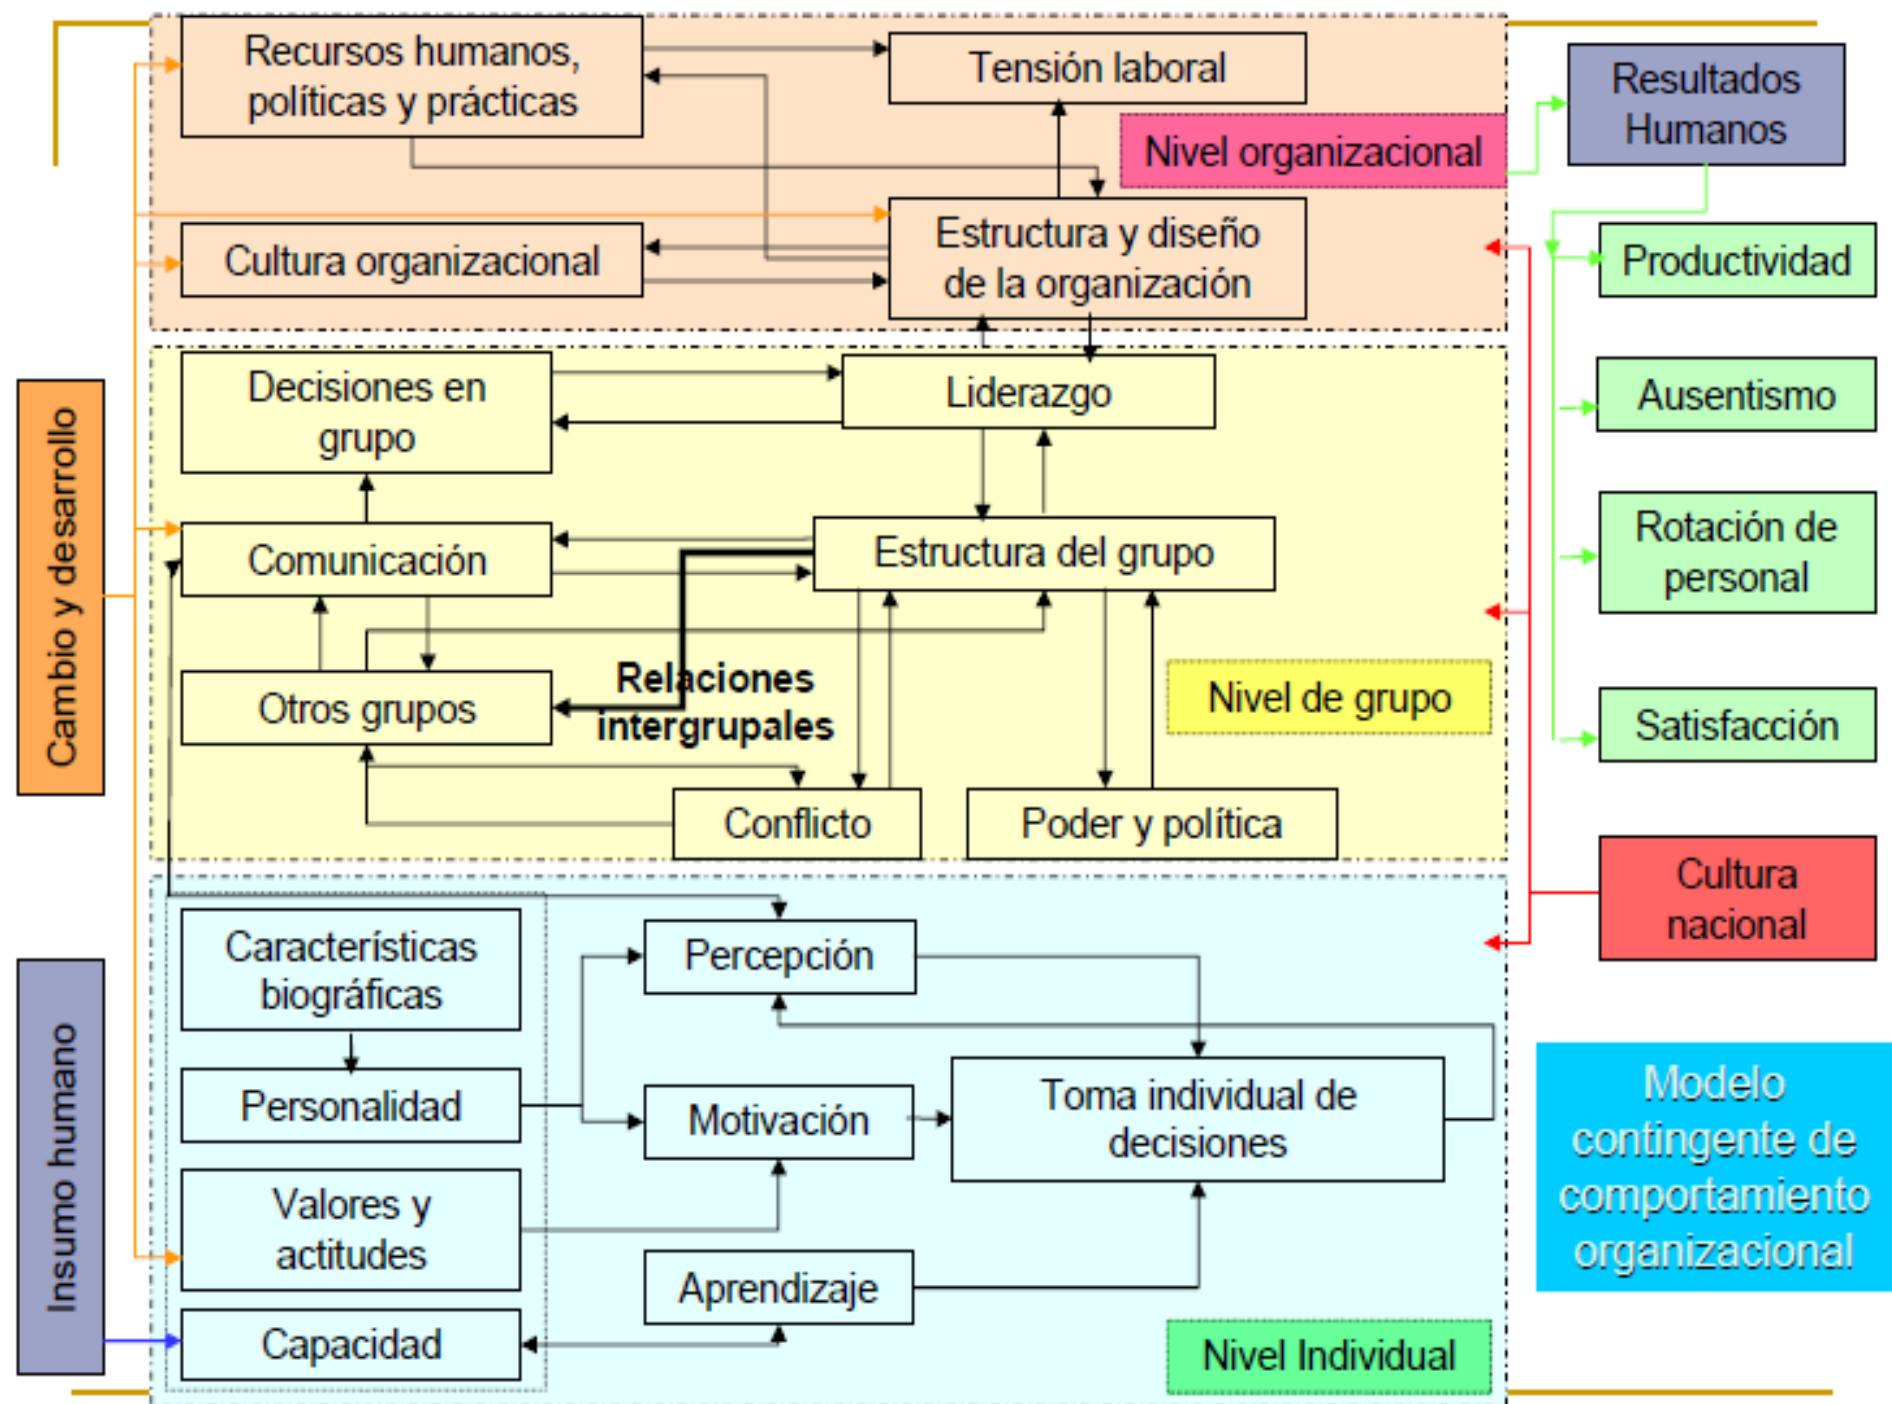 Recursos humanos,
políticas y prácticas
Tensión laboral
Nivel organizacional
Cultura organizacional
Estructura y diseño
de la organización
Resultados
Humanos
Productividad
Ausentismo
Rotación de
personal
Satisfacción
Cambio y desarrollo
Decisiones en
grupo
Liderazgo
Comunicación
Estructura del grupo
Otros grupos
Relaciones
intergrupales
Nivel de grupo
Conflicto
Poder y política
Cultura
nacional
Insumo humano
Característicás
biográficas
Percepción
Personalidad
Motivación
Toma individual de
decisiones
Valores y
actitudes
Aprendizaje
Capacidad
Nivel Individual
Modelo
contingente de
comportamiento
organizacional